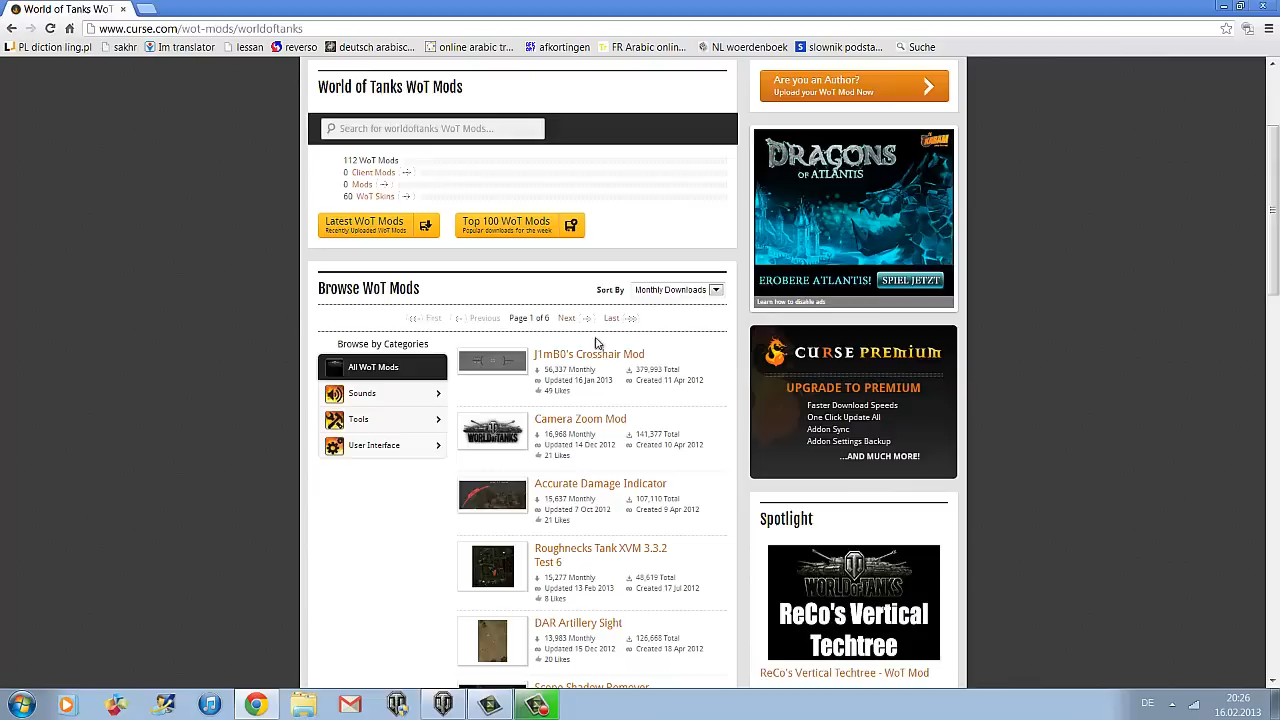 World of Tanks WoT
www.curse.com/wot-mods/worldoftanks
PL diction ling.pl
sakhr
Im translator
lessan
reverso
deutsch arabisc...
online arabic tr...
afkortingen
FR Arabic onlin...
NL woerdenboek
slownik podsta...
Suche
World of Tanks WoT Mods
Search for worldoftanks WoT Mods...
112 WoT Mods
0 Client Mods
0 Mods
60 WoT Skins
Latest WoT Mods
Recently Uploaded WoT Mods
Top 100 WoT Mods
Popular downloads for the week
Browse WoT Mods
Sort By
Monthly Downloads
First
Previous
Page 1 of 6
Next
Last
Browse by Categories
All WoT Mods
Sounds
Tools
User Interface
J1mB0's Crosshair Mod
56,337 Monthly
379,993 Total
Updated 16 Jan 2013
Created 11 Apr 2012
49 Likes
WORLD OF TANKS
Camera Zoom Mod
16,968 Monthly
141,377 Total
Updated 14 Dec 2012
Created 10 Apr 2012
21 Likes
Accurate Damage Indicator
15,637 Monthly
107,110 Total
Updated 7 Oct 2012
Created 9 Apr 2012
21 Likes
Roughnecks Tank XVM 3.3.2
Test 6
15,277 Monthly
48,619 Total
Updated 13 Feb 2013
Created 17 Jul 2012
8 Likes
DAR Artillery Sight
13,983 Monthly
126,668 Total
Updated 15 Dec 2012
Created 18 Apr 2012
20 Likes
Scope Shadow Remover
Are you an Author?
Upload your WoT Mod Now
KABAM
DRAGONS
OF ATLANTIS
EROBERE ATLANTIS!
SPIEL JETZT
Learn how to disable ads
CURSE PREMIUM
UPGRADE TO PREMIUM
Faster Download Speeds
One Click Update All
Addon Sync
Addon Settings Backup
...AND MUCH MORE!
Spotlight
WORLD OF TANKS
ReCo's Vertical
Techtree
ReCo's Vertical Techtree - WoT Mod
DE
20:26
16.02.2013